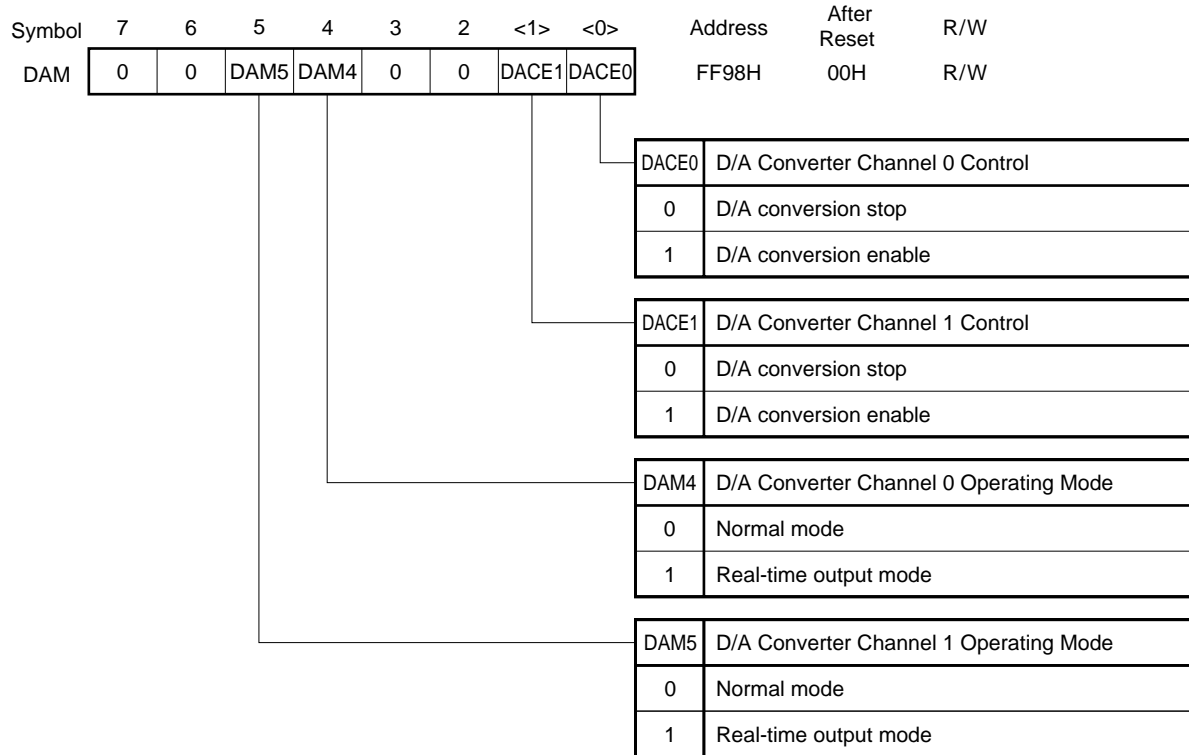 Symbol 7 6 5 4 3 2 <1> <0> Address After Reset R/W
DAM 0 0 DAM5 DAM4 0 0 DACE1 DACE0 FF98H 00H R/W
DACE0 D/A Converter Channel 0 Control
0 D/A conversion stop
1 D/A conversion enable
DACE1 D/A Converter Channel 1 Control
0 D/A conversion stop
1 D/A conversion enable
DAM4 D/A Converter Channel 0 Operating Mode
0 Normal mode
1 Real-time output mode
DAM5 D/A Converter Channel 1 Operating Mode
0 Normal mode
1 Real-time output mode